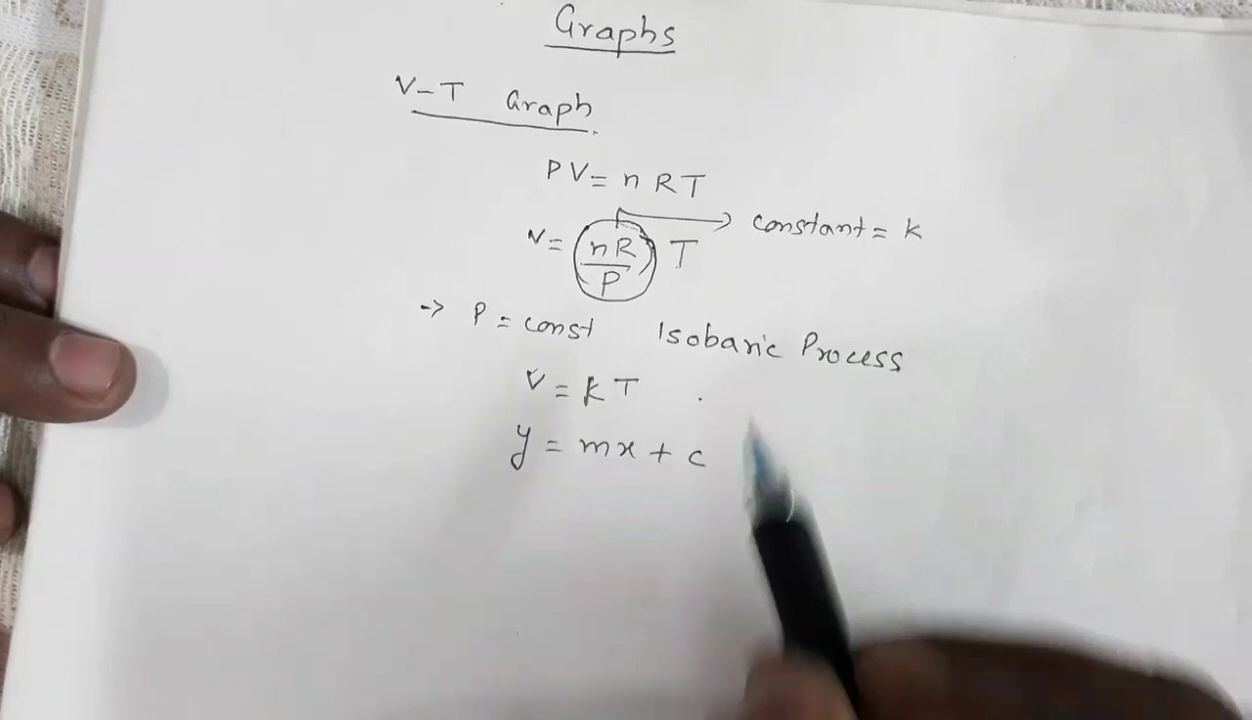 Graphs
V-T Graph
PV = nRT
V = (nR/P) T → constant = k
-> P = const Isobaric Process
V = kT
y = mx + c